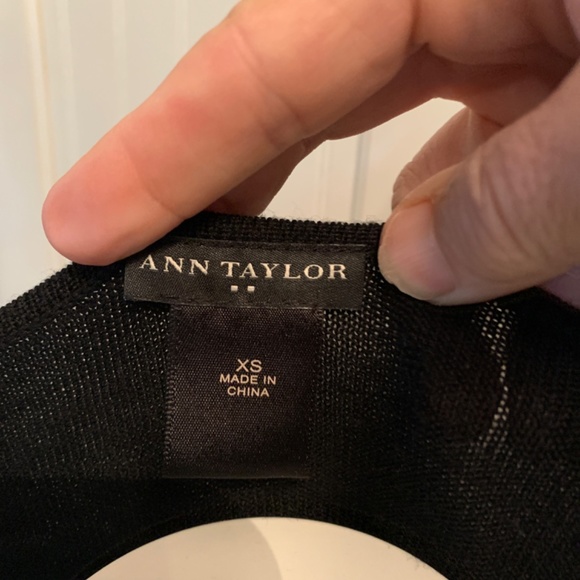 ANN TAYLOR
XS
MADE IN
CHINA